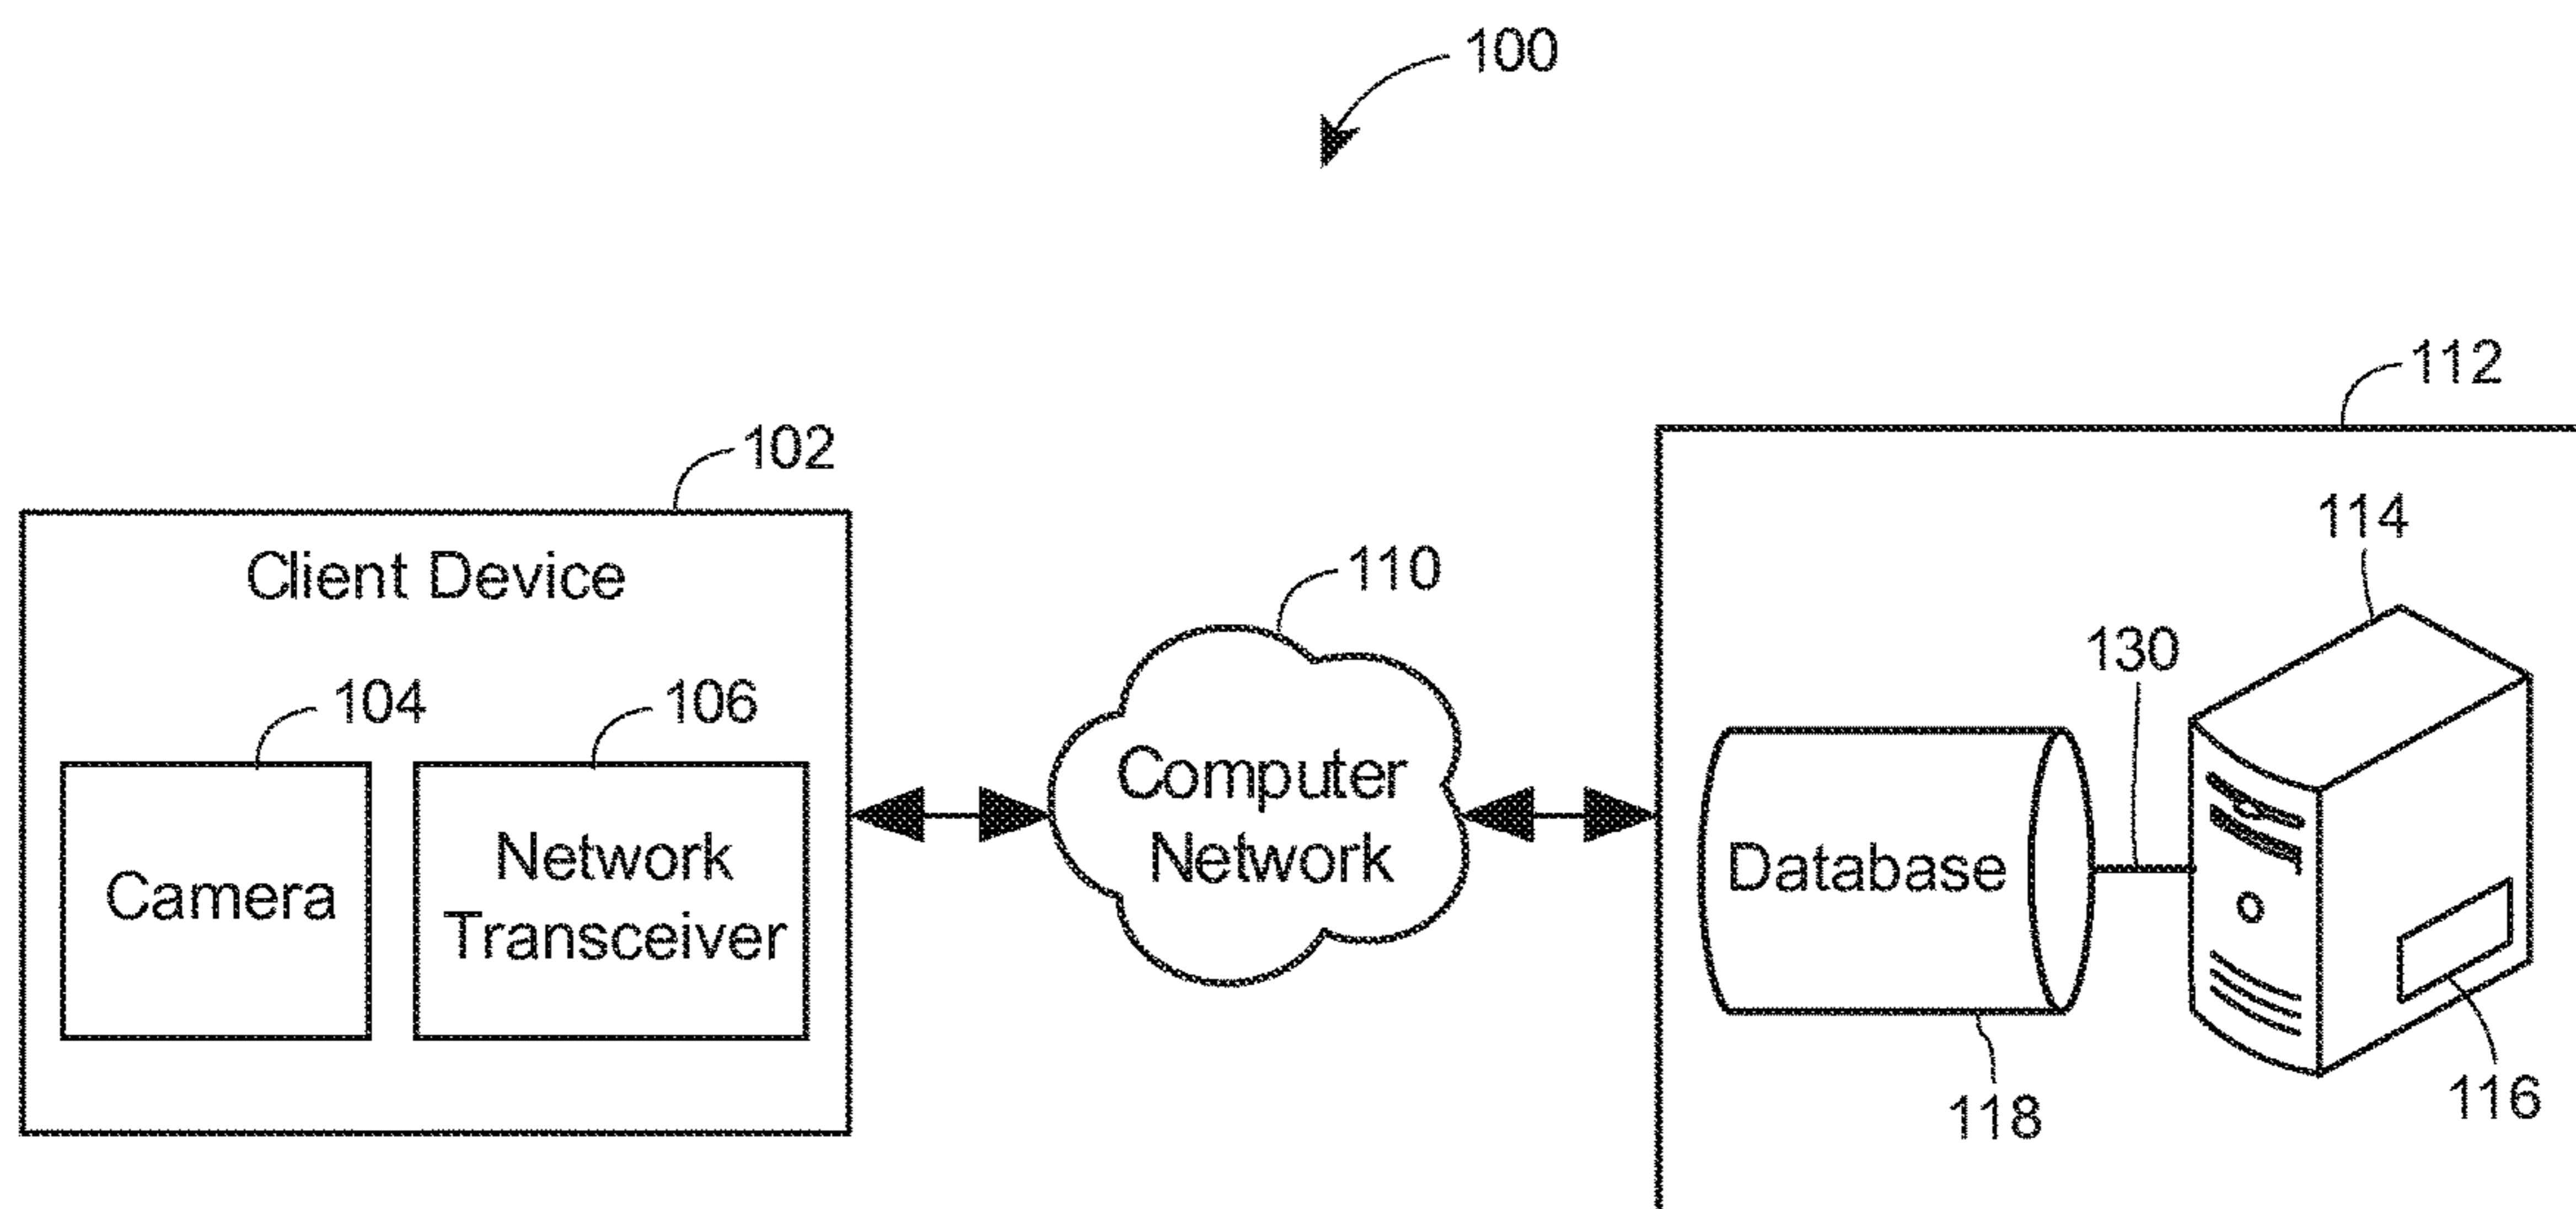 100
112
102
114
Client Device
110
130
104
106
Computer
Network
Camera
Network
Transceiver
Database
118
116